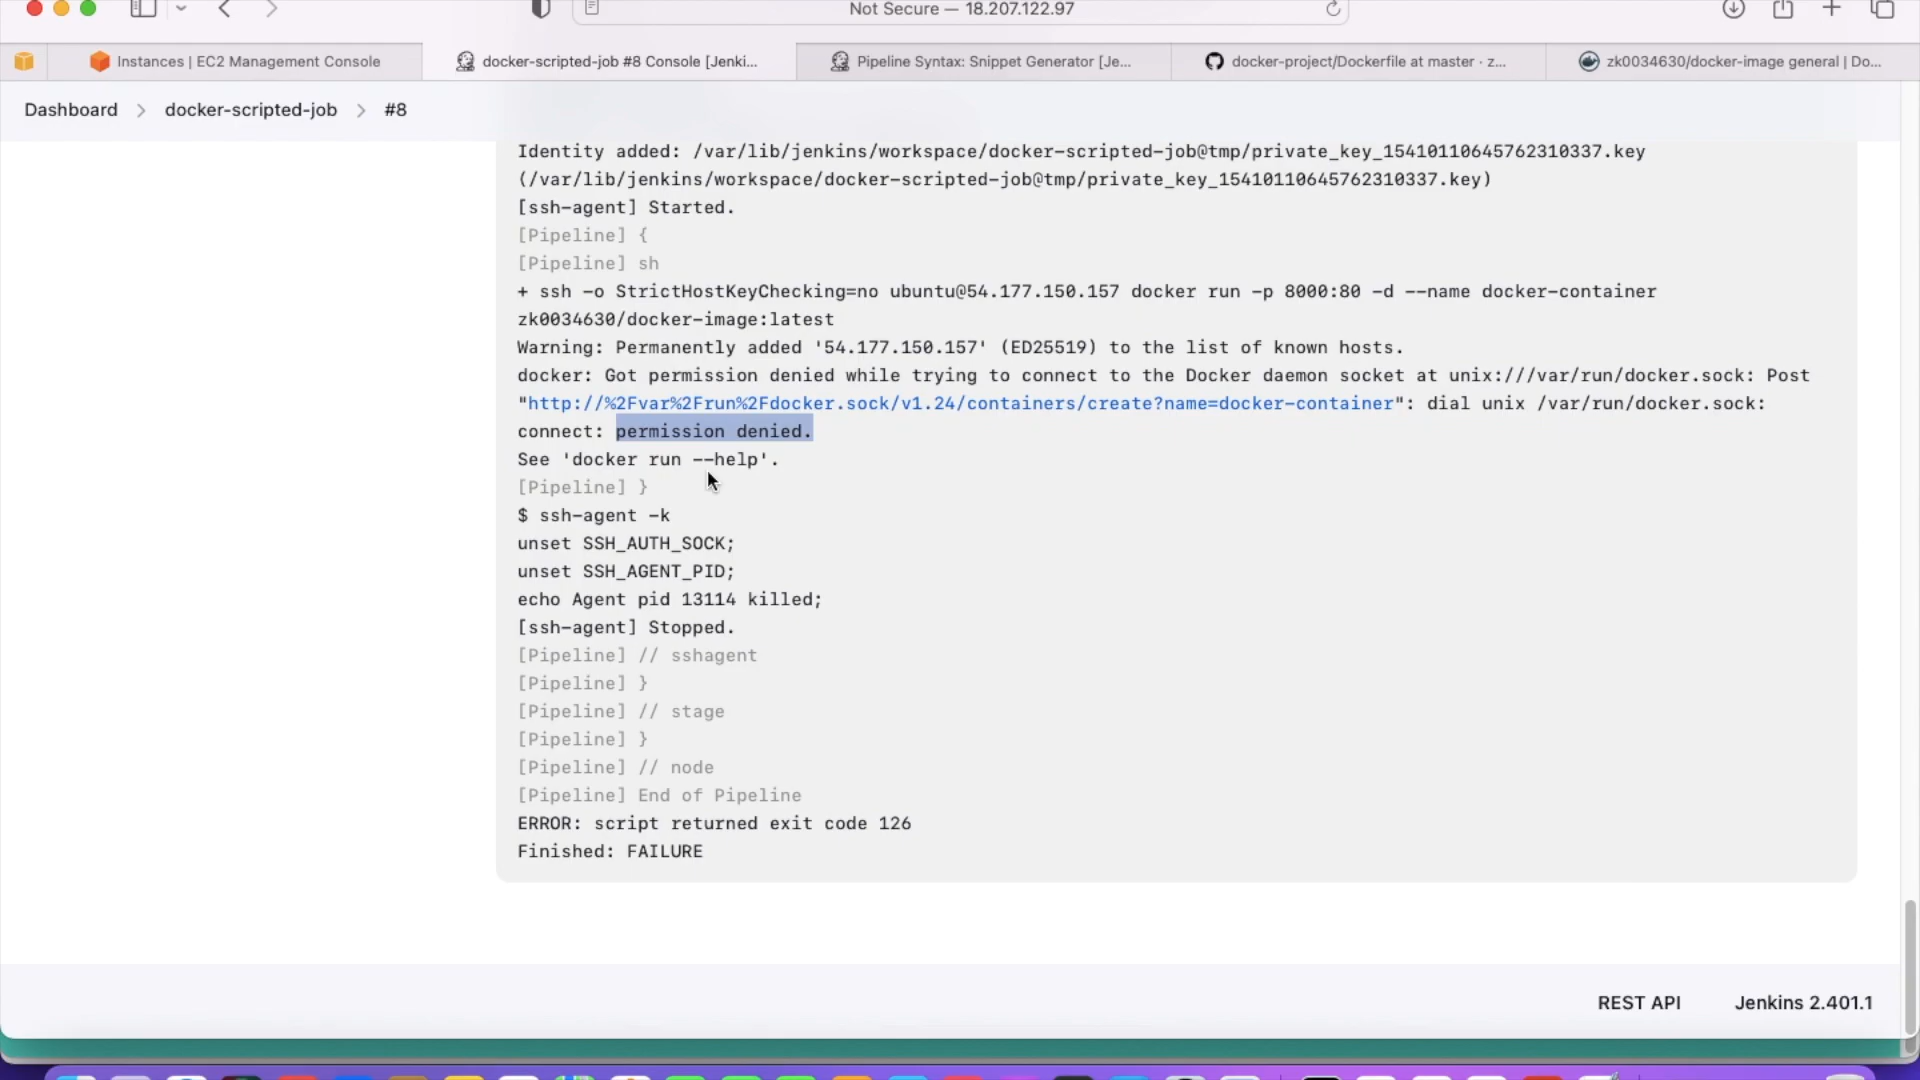 Not Secure — 18.207.122.97
Instances | EC2 Management Console
docker-scripted-job #8 Console [Jenki...
Pipeline Syntax: Snippet Generator [Je...
docker-project/Dockerfile at master · z...
zk0034630/docker-image general | Do...
Dashboard > docker-scripted-job > #8
Identity added: /var/lib/jenkins/workspace/docker-scripted-job@tmp/private_key_15410110645762310337.key
(/var/lib/jenkins/workspace/docker-scripted-job@tmp/private_key_15410110645762310337.key)
[ssh-agent] Started.
[Pipeline] {
[Pipeline] sh
+ ssh -o StrictHostKeyChecking=no ubuntu@54.177.150.157 docker run -p 8000:80 -d --name docker-container
zk0034630/docker-image:latest
Warning: Permanently added '54.177.150.157' (ED25519) to the list of known hosts.
docker: Got permission denied while trying to connect to the Docker daemon socket at unix:///var/run/docker.sock: Post
"http://%2Fvar%2Frun%2Fdocker.sock/v1.24/containers/create?name=docker-container": dial unix /var/run/docker.sock:
connect: permission denied.
See 'docker run --help'.
[Pipeline] }
$ ssh-agent -k
unset SSH_AUTH_SOCK;
unset SSH_AGENT_PID;
echo Agent pid 13114 killed;
[ssh-agent] Stopped.
[Pipeline] // sshagent
[Pipeline] }
[Pipeline] // stage
[Pipeline] }
[Pipeline] // node
[Pipeline] End of Pipeline
ERROR: script returned exit code 126
Finished: FAILURE
REST API
Jenkins 2.401.1